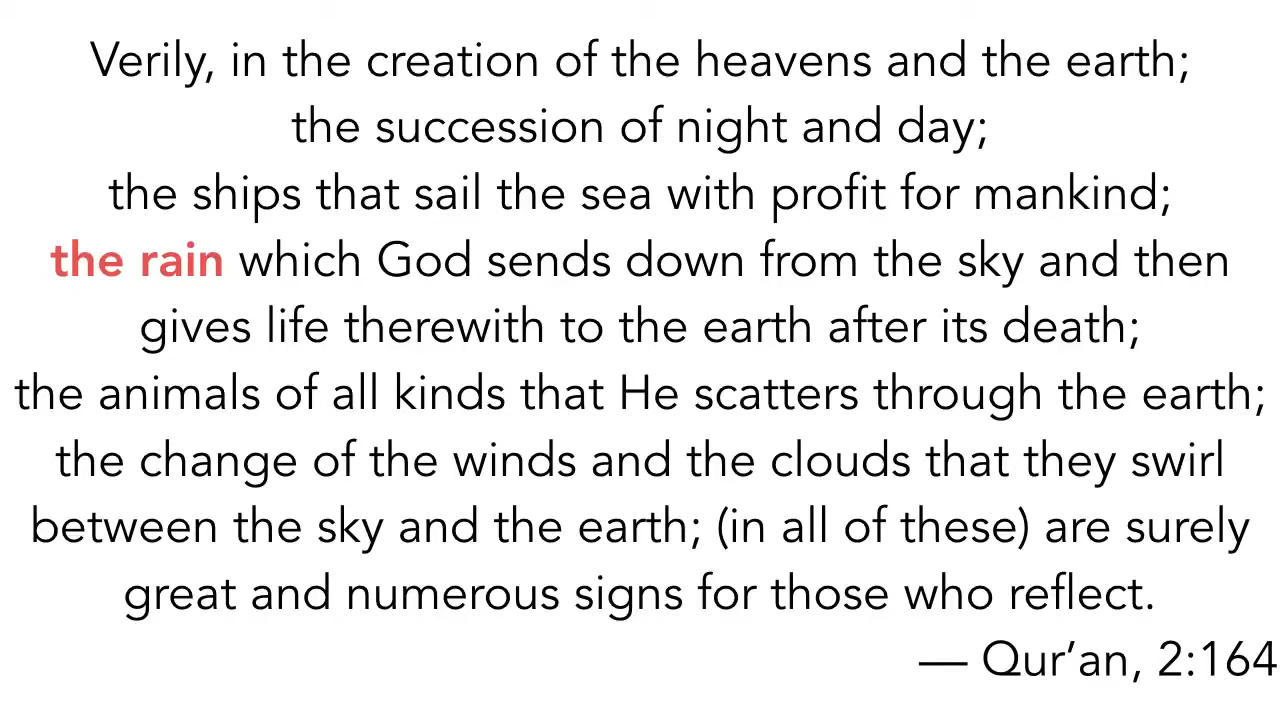 Verily, in the creation of the heavens and the earth;
the succession of night and day;
the ships that sail the sea with profit for mankind;
the rain which God sends down from the sky and then
gives life therewith to the earth after its death;
the animals of all kinds that He scatters through the earth;
the change of the winds and the clouds that they swirl
between the sky and the earth; (in all of these) are surely
great and numerous signs for those who reflect.
— Qur’an, 2:164